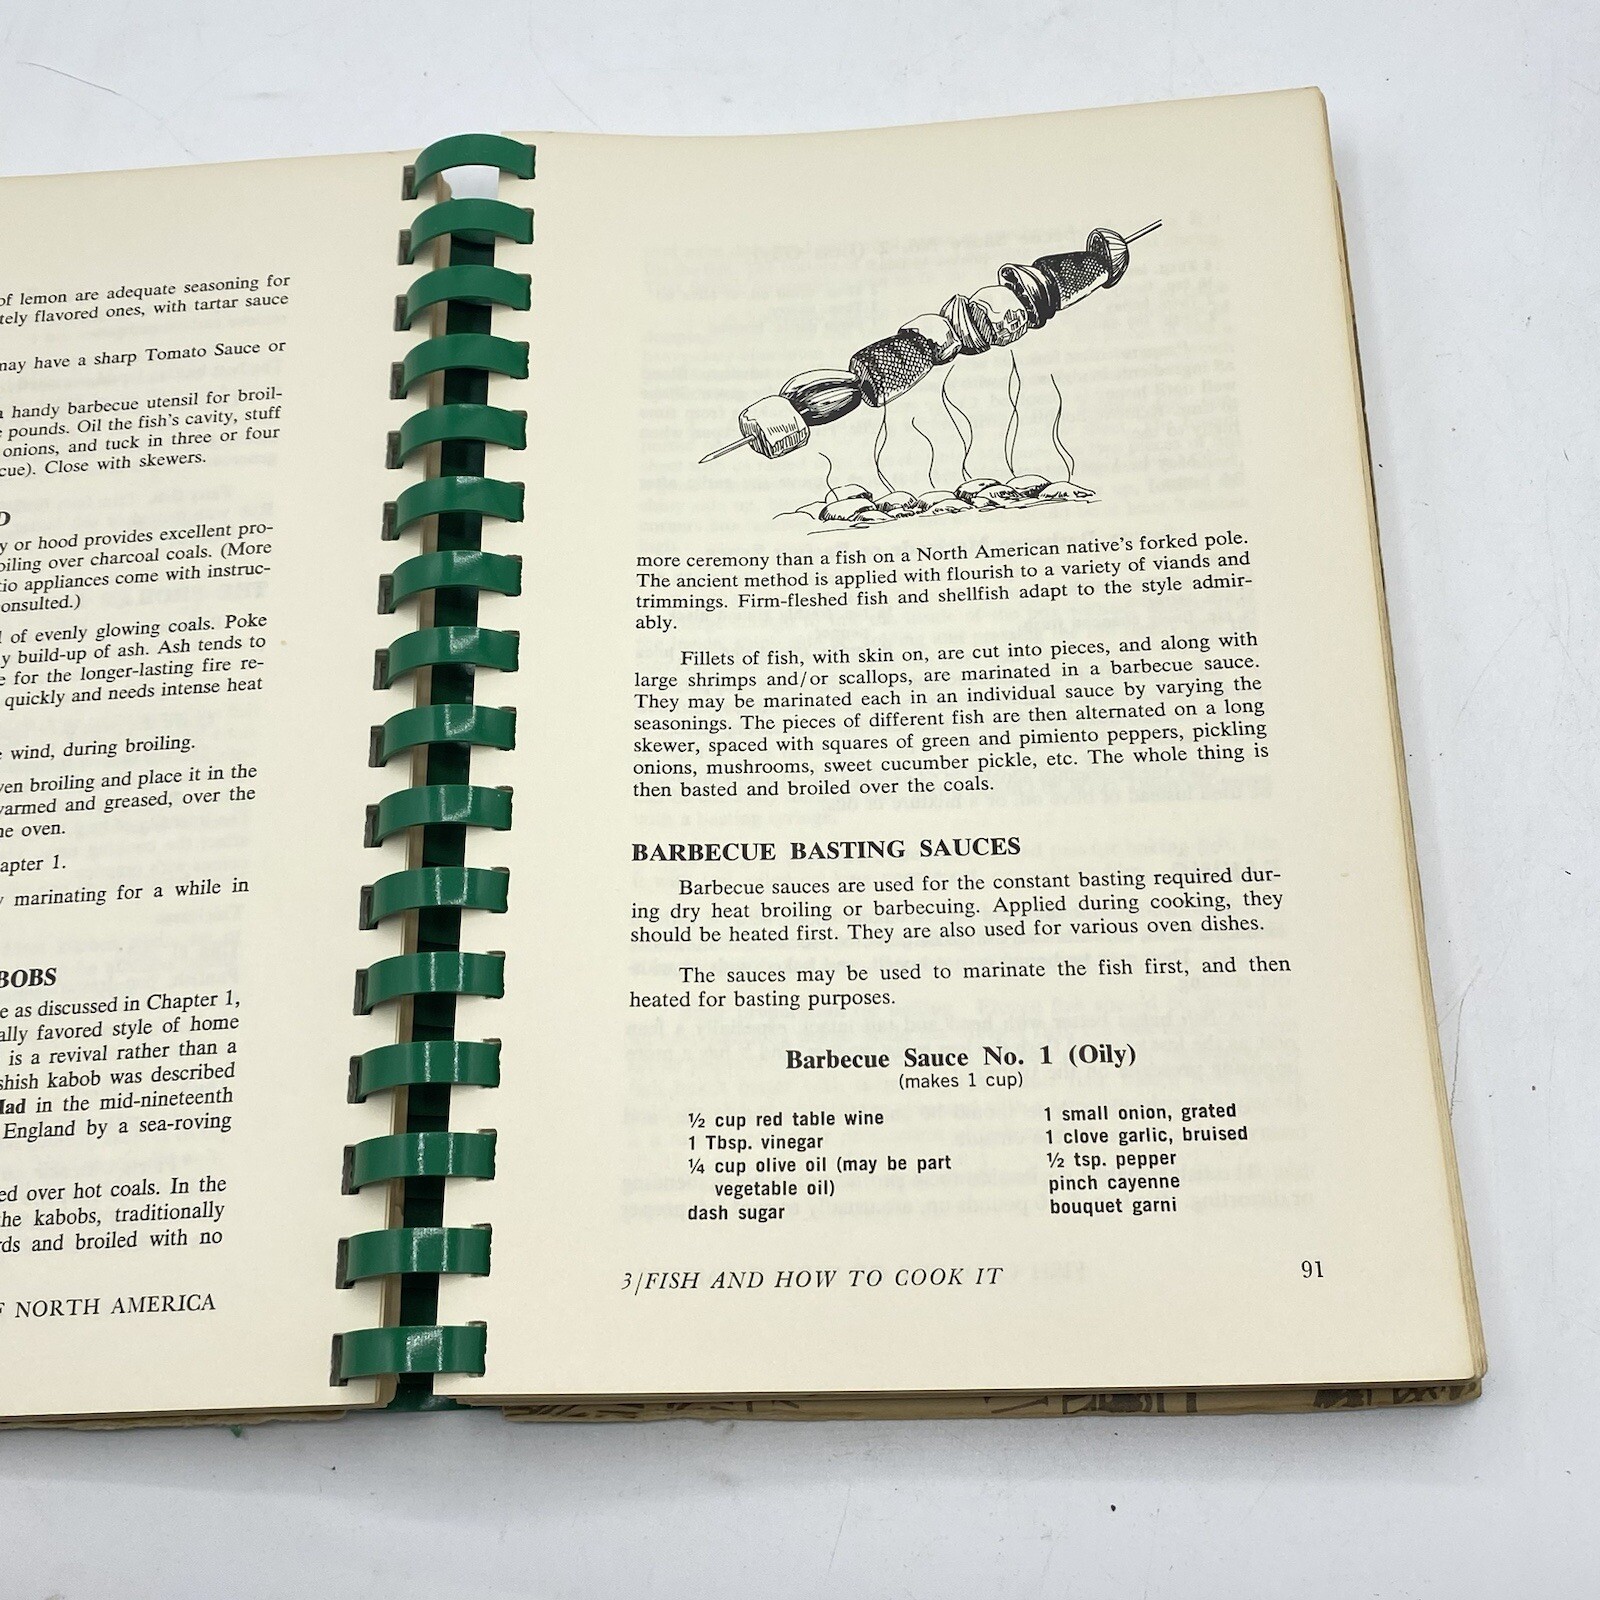 of lemon are adequate seasoning for
tely flavored ones, with tartar sauce
may have a sharp Tomato Sauce or
handy barbecue utensil for broil-
pounds. Oil the fish's cavity, stuff
onions, and tuck in three or four
cue). Close with skewers.
D
y or hood provides excellent pro-
oiling over charcoal coals. (More
tio appliances come with instruc-
onsulted.)
of evenly glowing coals. Poke
y build-up of ash. Ash tends to
e for the longer-lasting fire re-
quickly and needs intense heat
wind, during broiling.
ven broiling and place it in the
warmed and greased, over the
ne oven.
apter 1.
marinating for a while in
BOBS
e as discussed in Chapter 1,
ally favored style of home
is a revival rather than a
shish kabob was described
in the mid-nineteenth
England by a sea-roving
ed over hot coals. In the
he kabobs, traditionally
rds and broiled with no
F NORTH AMERICA
more ceremony than a fish on a North American native's forked pole.
The ancient method is applied with flourish to a variety of viands and
trimmings. Firm-fleshed fish and shellfish adapt to the style admir-
ably.
Fillets of fish, with skin on, are cut into pieces, and along with
large shrimps and/or scallops, are marinated in a barbecue sauce.
They may be marinated each in an individual sauce by varying the
seasonings. The pieces of different fish are then alternated on a long
skewer, spaced with squares of green and pimiento peppers, pickling
onions, mushrooms, sweet cucumber pickle, etc. The whole thing is
then basted and broiled over the coals.
BARBECUE BASTING SAUCES
Barbecue sauces are used for the constant basting required dur-
ing dry heat broiling or barbecuing. Applied during cooking, they
should be heated first. They are also used for various oven dishes.
The sauces may be used to marinate the fish first, and then
heated for basting purposes.
Barbecue Sauce No. 1 (Oily)
(makes 1 cup)
½ cup red table wine
1 Tbsp. vinegar
¼ cup olive oil (may be part
vegetable oil)
dash sugar
1 small onion, grated
1 clove garlic, bruised
½ tsp. pepper
pinch cayenne
bouquet garni
3/FISH AND HOW TO COOK IT
91